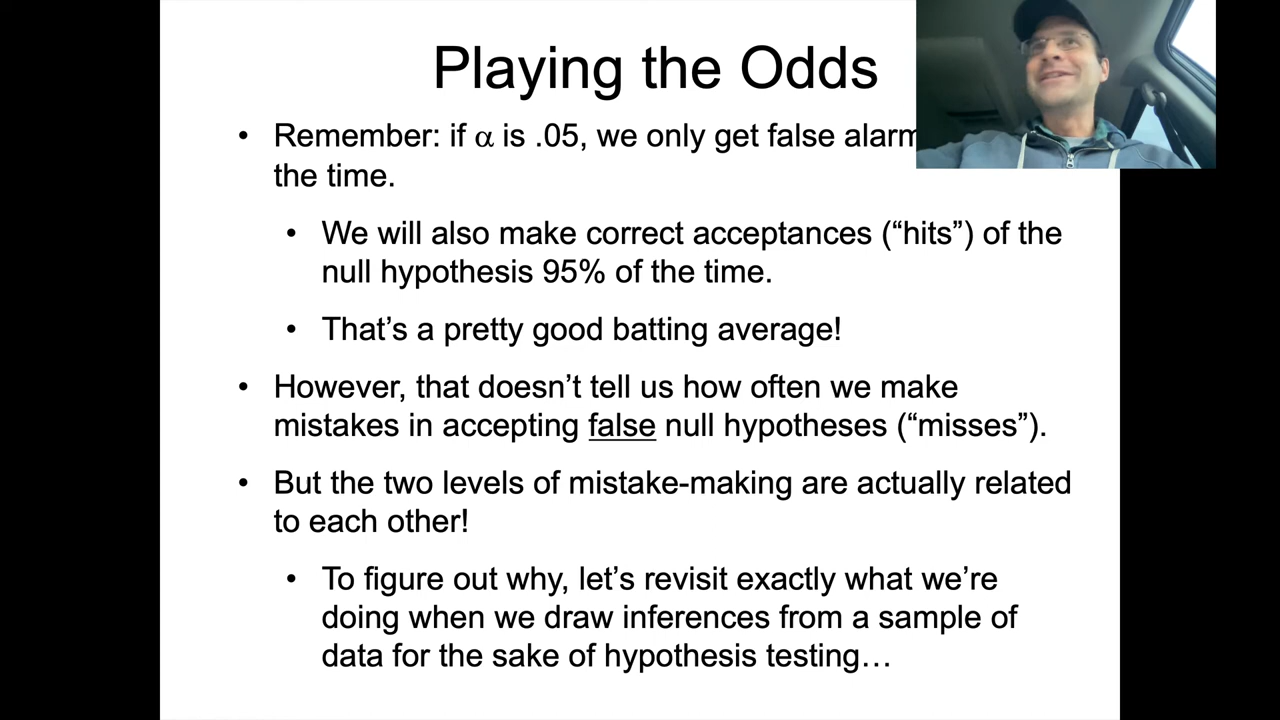 Playing the Odds
• Remember: if α is .05, we only get false alarm
the time.
• We will also make correct acceptances (“hits”) of the
null hypothesis 95% of the time.
• That’s a pretty good batting average!
• However, that doesn’t tell us how often we make
mistakes in accepting false null hypotheses (“misses”).
• But the two levels of mistake-making are actually related
to each other!
• To figure out why, let’s revisit exactly what we’re
doing when we draw inferences from a sample of
data for the sake of hypothesis testing…